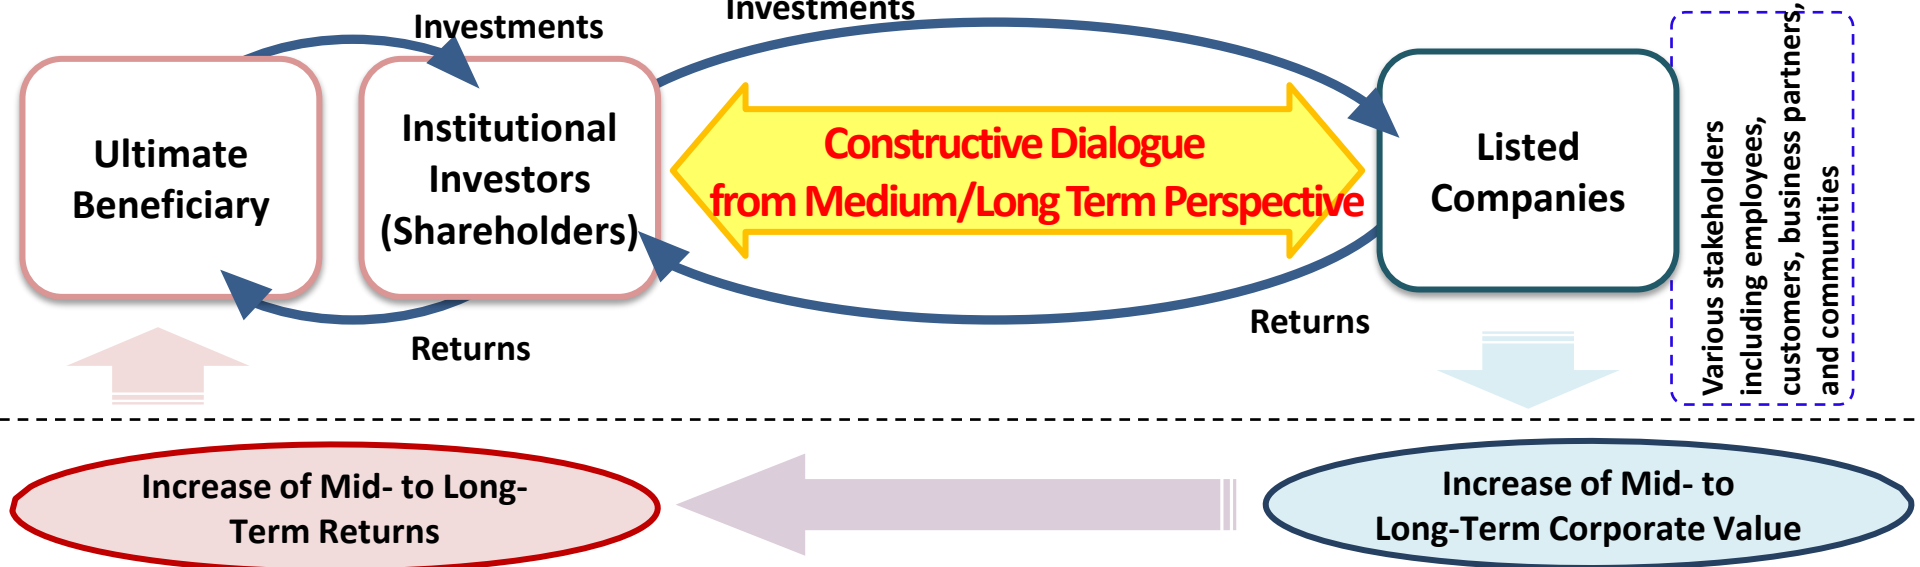 Investments
Investments
Ultimate
Beneficiary
Institutional
Investors
(Shareholders)
Constructive Dialogue
from Medium/Long Term Perspective
Listed
Companies
Various stakeholders
including employees,
customers, business partners,
and communities
Returns
Returns
Increase of Mid- to Long-
Term Returns
Increase of Mid- to
Long-Term Corporate Value